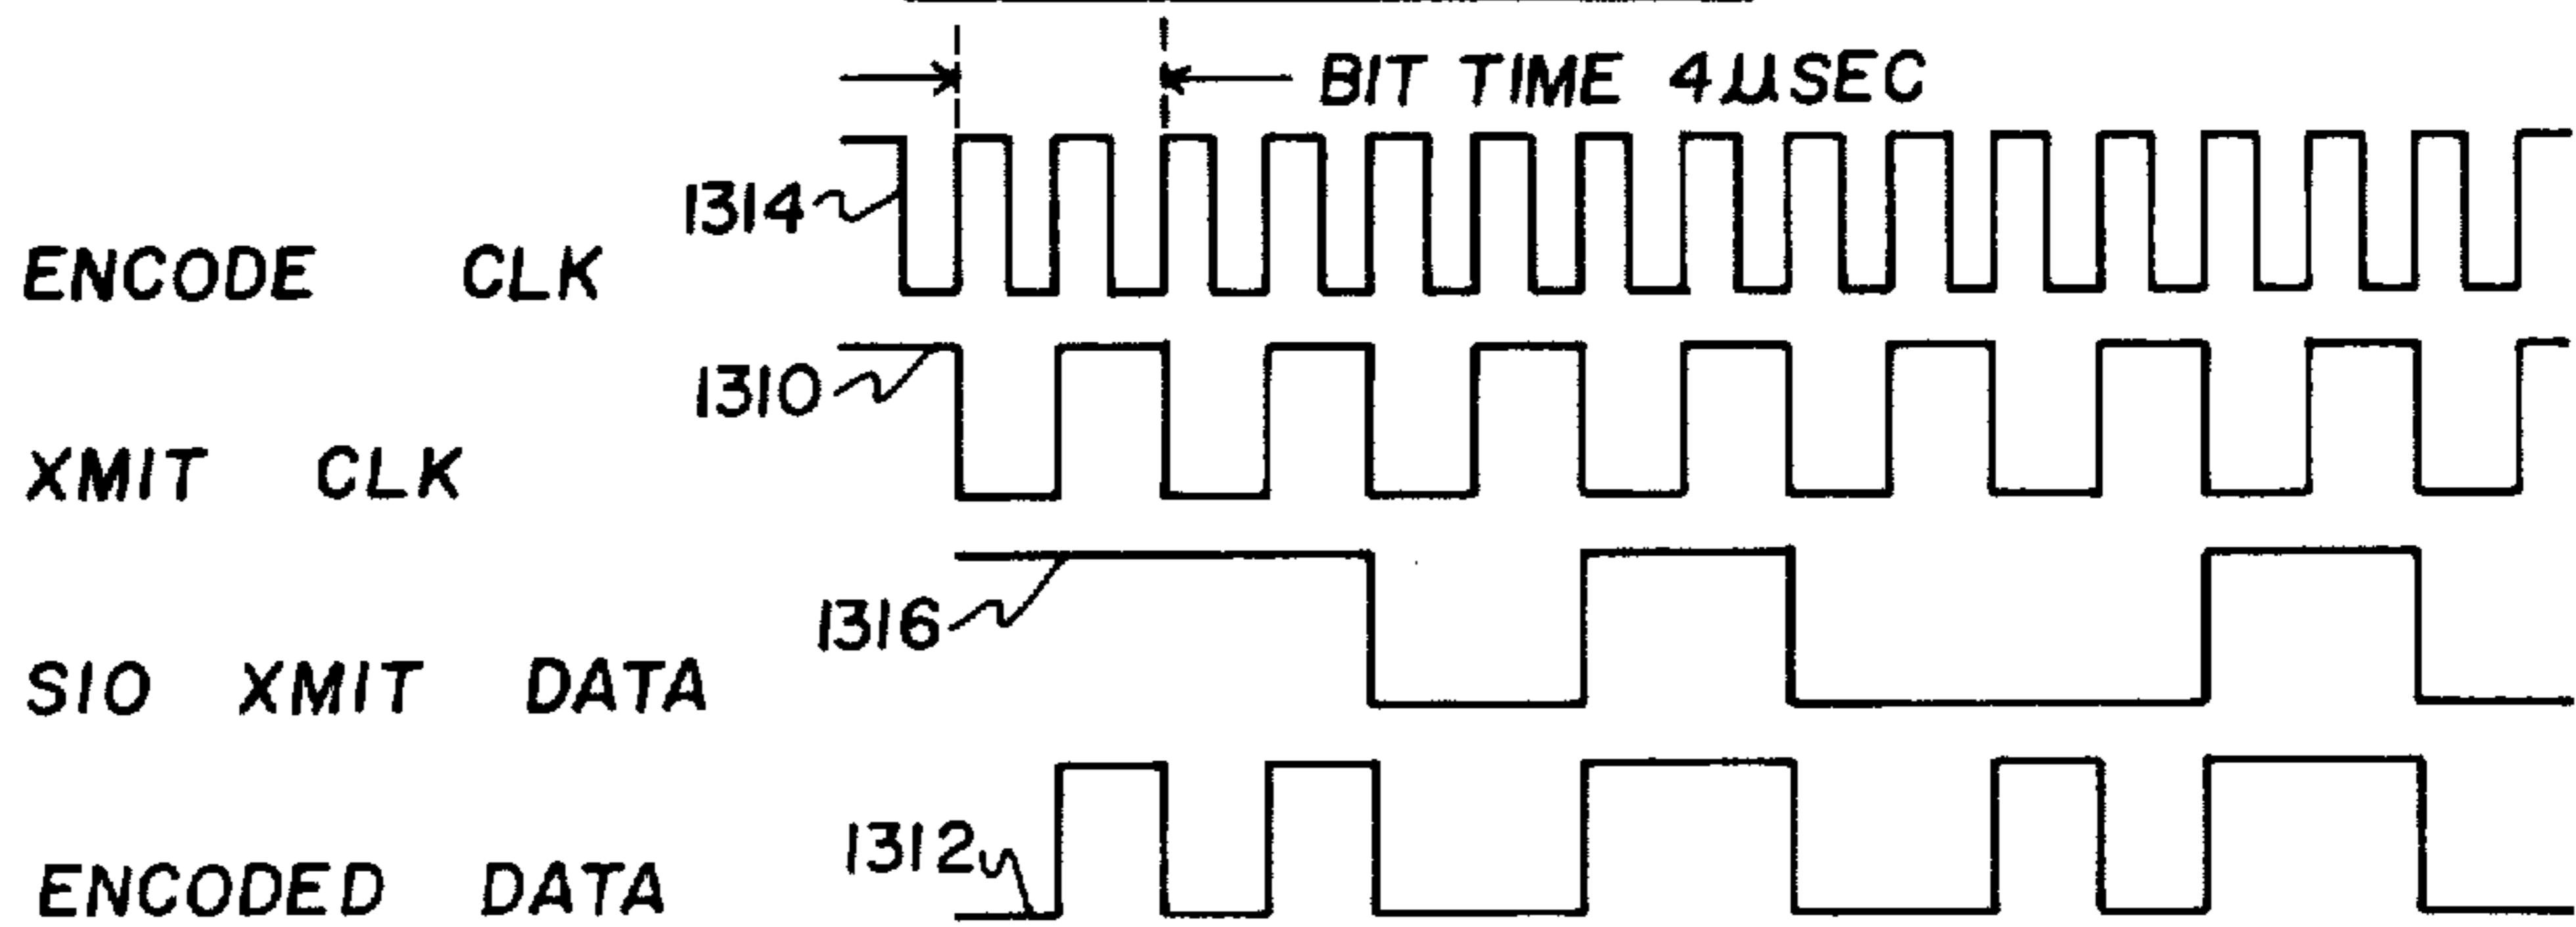 BIT TIME 4μSEC
1314
ENCODE CLK
1310
XMIT CLK
1316
SIO XMIT DATA
1312
ENCODED DATA